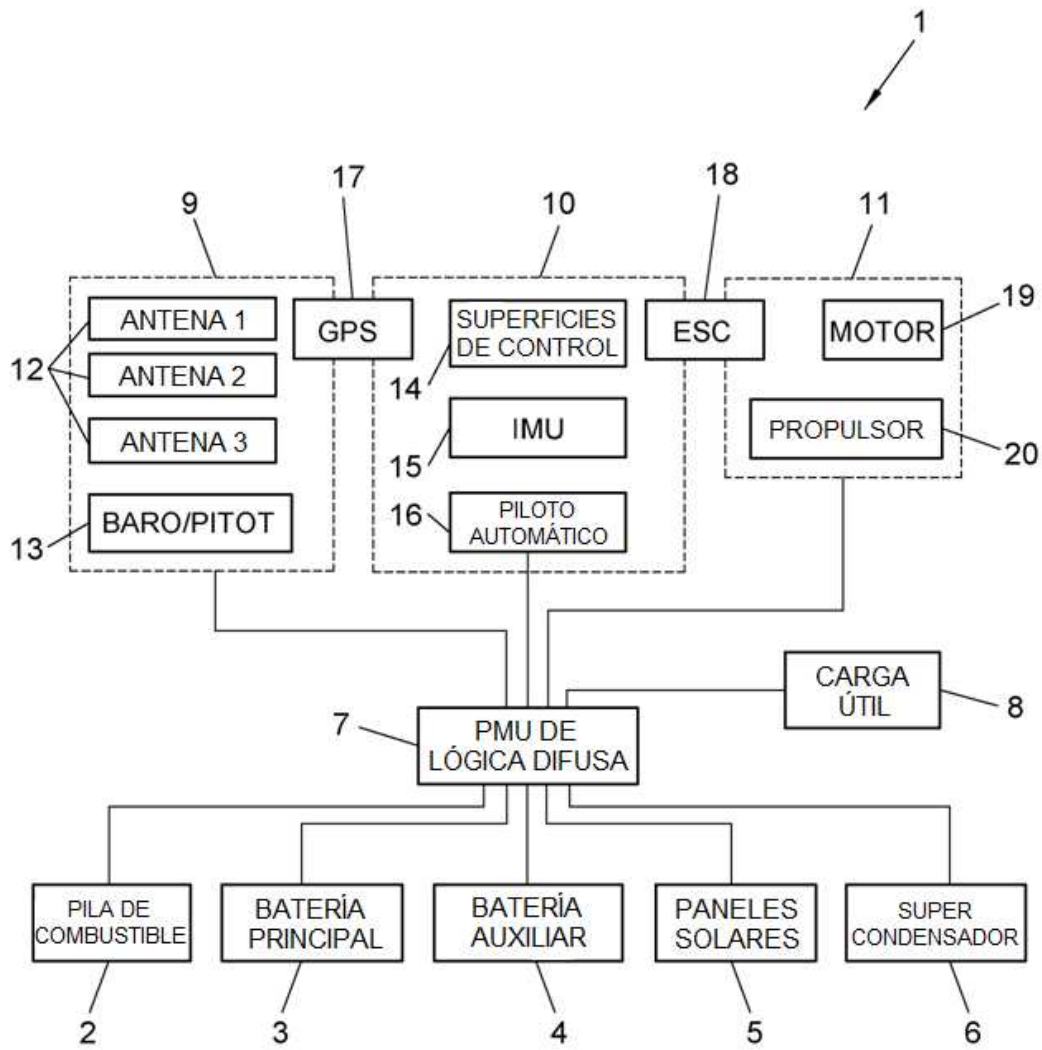 1
17
18
9
10
11
ANTENA 1
ANTENA 2
ANTENA 3
12
BARO/PITOT
13
GPS
SUPERFICIES
DE CONTROL
14
IMU
15
PILOTO
AUTOMÁTICO
16
ESC
MOTOR
19
PROPULSOR
20
CARGA
ÚTIL
8
7
PMU DE
LÓGICA DIFUSA
PILA DE
COMBUSTIBLE
BATERÍA
PRINCIPAL
BATERÍA
AUXILIAR
PANELES
SOLARES
SUPER
CONDENSADOR
2
3
4
5
6